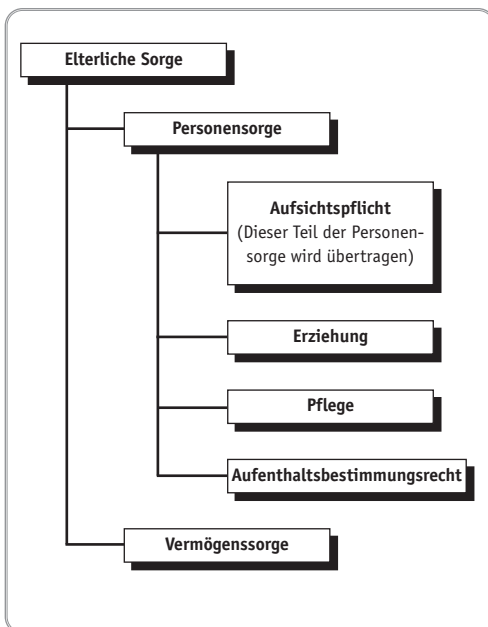 Elterliche Sorge
Personensorge
Aufsichtspflicht
(Dieser Teil der Personen-
sorge wird übertragen)
Erziehung
Pflege
Aufenthaltsbestimmungsrecht
Vermögenssorge